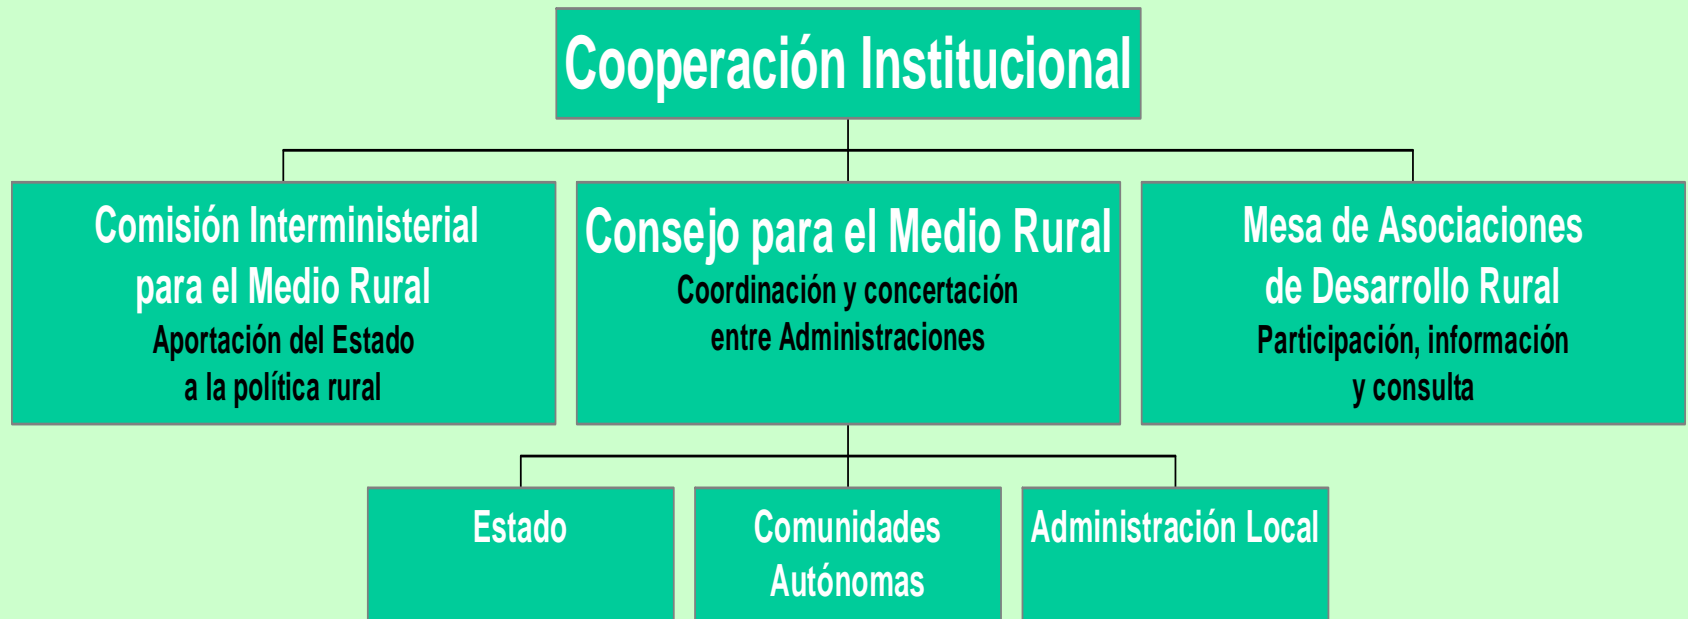 Cooperación Institucional
Comisión Interministerial
para el Medio Rural
Aportación del Estado
a la política rural
Consejo para el Medio Rural
Coordinación y concertación
entre Administraciones
Mesa de Asociaciones
de Desarrollo Rural
Participación, información
y consulta
Estado
Comunidades
Autónomas
Administración Local